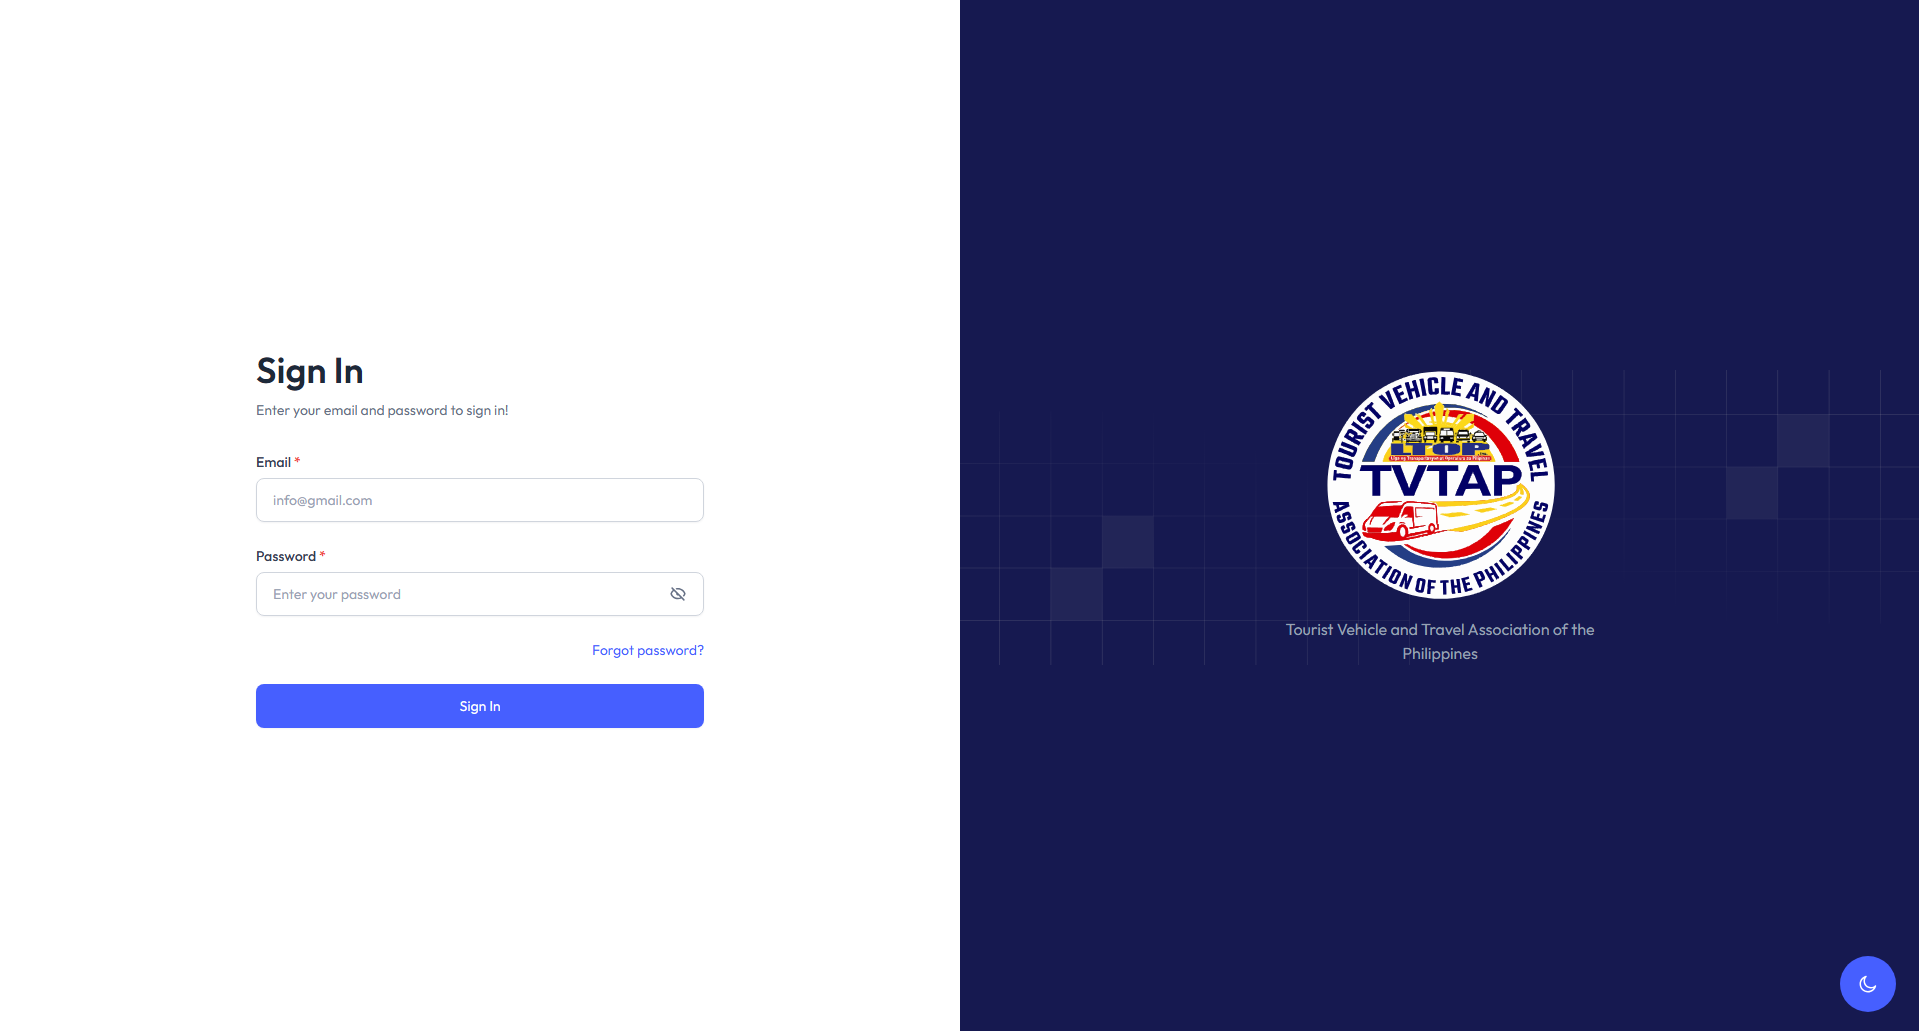 Sign In
Enter your email and password to sign in!
Email *
info@gmail.com
Password *
Enter your password
Forgot password?
Sign In
TOURIST VEHICLE AND TRAVEL
LTOP
TVTAP
ASSOCIATION OF THE PHILIPPINES
Tourist Vehicle and Travel Association of the
Philippines